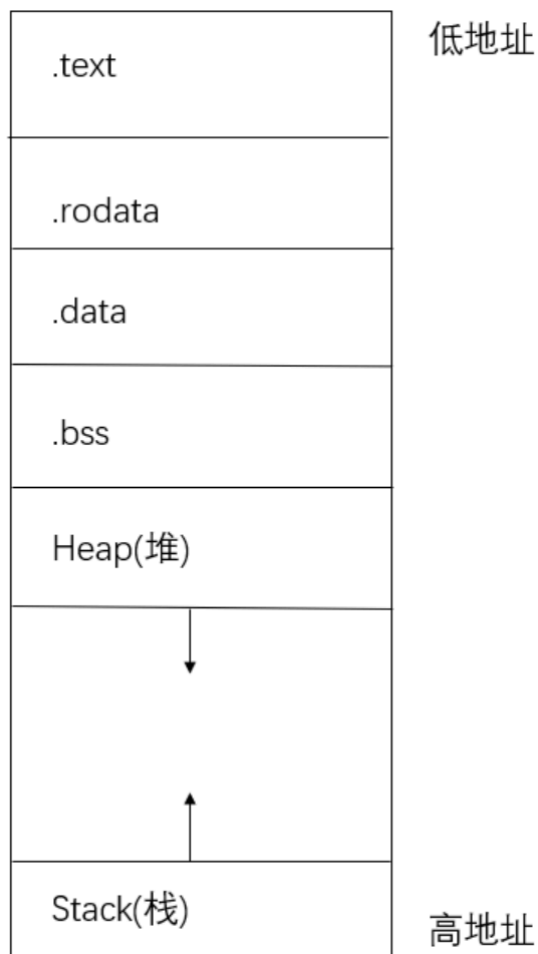 低地址
.text
.rodata
.data
.bss
Heap(堆)
Stack(栈)
高地址